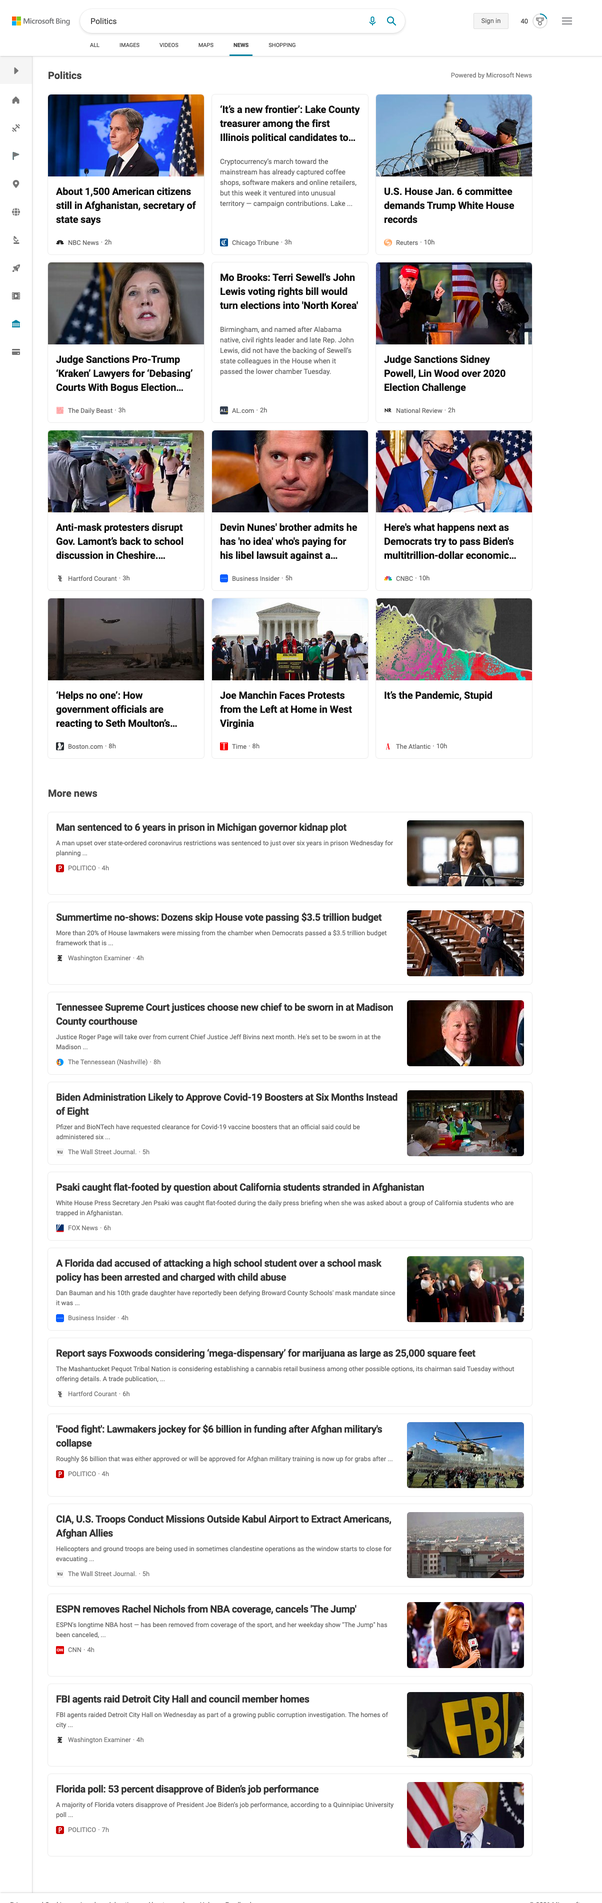 Microsoft Bing
Politics
Sign in
40
ALL IMAGES VIDEOS MAPS NEWS SHOPPING
Politics
Powered by Microsoft News
About 1,500 American citizens
still in Afghanistan, secretary of
state says
NBC News · 2h
‘It’s a new frontier’: Lake County
treasurer among the first
Illinois political candidates to…
Cryptocurrency’s march toward the
mainstream has already captured coffee
shops, software makers and online retailers,
but this week it ventured into unusual
territory — campaign contributions. Lake ...
Chicago Tribune · 3h
U.S. House Jan. 6 committee
demands Trump White House
records
Reuters · 10h
Judge Sanctions Pro-Trump
‘Kraken’ Lawyers for ‘Debasing’
Courts With Bogus Election…
The Daily Beast · 3h
Mo Brooks: Terri Sewell's John
Lewis voting rights bill would
turn elections into 'North Korea'
Birmingham, and named after Alabama
native, civil rights leader and late Rep. John
Lewis, did not have the backing of Sewell’s
state colleagues in the House when it
passed the lower chamber Tuesday.
AL.com · 2h
Judge Sanctions Sidney
Powell, Lin Wood over 2020
Election Challenge
NR National Review · 2h
Anti-mask protesters disrupt
Gov. Lamont’s back to school
discussion in Cheshire.…
Hartford Courant · 3h
Devin Nunes' brother admits he
has 'no idea' who's paying for
his libel lawsuit against a…
Business Insider · 5h
Here's what happens next as
Democrats try to pass Biden's
multitrillion-dollar economic…
CNBC · 10h
‘Helps no one’: How
government officials are
reacting to Seth Moulton’s…
Boston.com · 8h
Joe Manchin Faces Protests
from the Left at Home in West
Virginia
Time · 8h
It’s the Pandemic, Stupid
The Atlantic · 10h
More news
Man sentenced to 6 years in prison in Michigan governor kidnap plot
A man upset over state-ordered coronavirus restrictions was sentenced to just over six years in prison Wednesday for
planning ...
POLITICO · 4h
Summertime no-shows: Dozens skip House vote passing $3.5 trillion budget
More than 20% of House lawmakers were missing from the chamber when Democrats passed a $3.5 trillion budget
framework that is ...
Washington Examiner · 4h
Tennessee Supreme Court justices choose new chief to be sworn in at Madison
County courthouse
Justice Roger Page will take over from current Chief Justice Jeff Bivins next month. He's set to be sworn in at the
Madison ...
The Tennessean (Nashville) · 8h
Biden Administration Likely to Approve Covid-19 Boosters at Six Months Instead
of Eight
Pfizer and BioNTech have requested clearance for Covid-19 vaccine boosters that an official said could be
administered six ...
The Wall Street Journal. · 5h
Psaki caught flat-footed by question about California students stranded in Afghanistan
White House Press Secretary Jen Psaki was caught flat-footed during the daily press briefing when she was asked about a group of California students who are
trapped in Afghanistan.
FOX News · 6h
A Florida dad accused of attacking a high school student over a school mask
policy has been arrested and charged with child abuse
Dan Bauman and his 10th grade daughter have reportedly been defying Broward County Schools' mask mandate since
it was ...
Business Insider · 4h
Report says Foxwoods considering ‘mega-dispensary’ for marijuana as large as 25,000 square feet
The Mashantucket Pequot Tribal Nation is considering establishing a cannabis retail business among other possible options, its chairman said Tuesday without
offering details. A trade publication, ...
Hartford Courant · 6h
'Food fight': Lawmakers jockey for $6 billion in funding after Afghan military's
collapse
Roughly $6 billion that was either approved or will be approved for Afghan military training is now up for grabs after ...
POLITICO · 4h
CIA, U.S. Troops Conduct Missions Outside Kabul Airport to Extract Americans,
Afghan Allies
Helicopters and ground troops are being used in sometimes clandestine operations as the window starts to close for
evacuating ...
The Wall Street Journal. · 5h
ESPN removes Rachel Nichols from NBA coverage, cancels 'The Jump'
ESPN's longtime NBA host — has been removed from coverage of the sport, and her weekday show "The Jump" has
been canceled, ...
CNN · 4h
FBI agents raid Detroit City Hall and council member homes
FBI agents raided Detroit City Hall on Wednesday as part of a growing public corruption investigation. The homes of
city ...
Washington Examiner · 4h
FBI
Florida poll: 53 percent disapprove of Biden’s job performance
A majority of Florida voters disapprove of President Joe Biden's job performance, according to a Quinnipiac University
poll ...
POLITICO · 7h